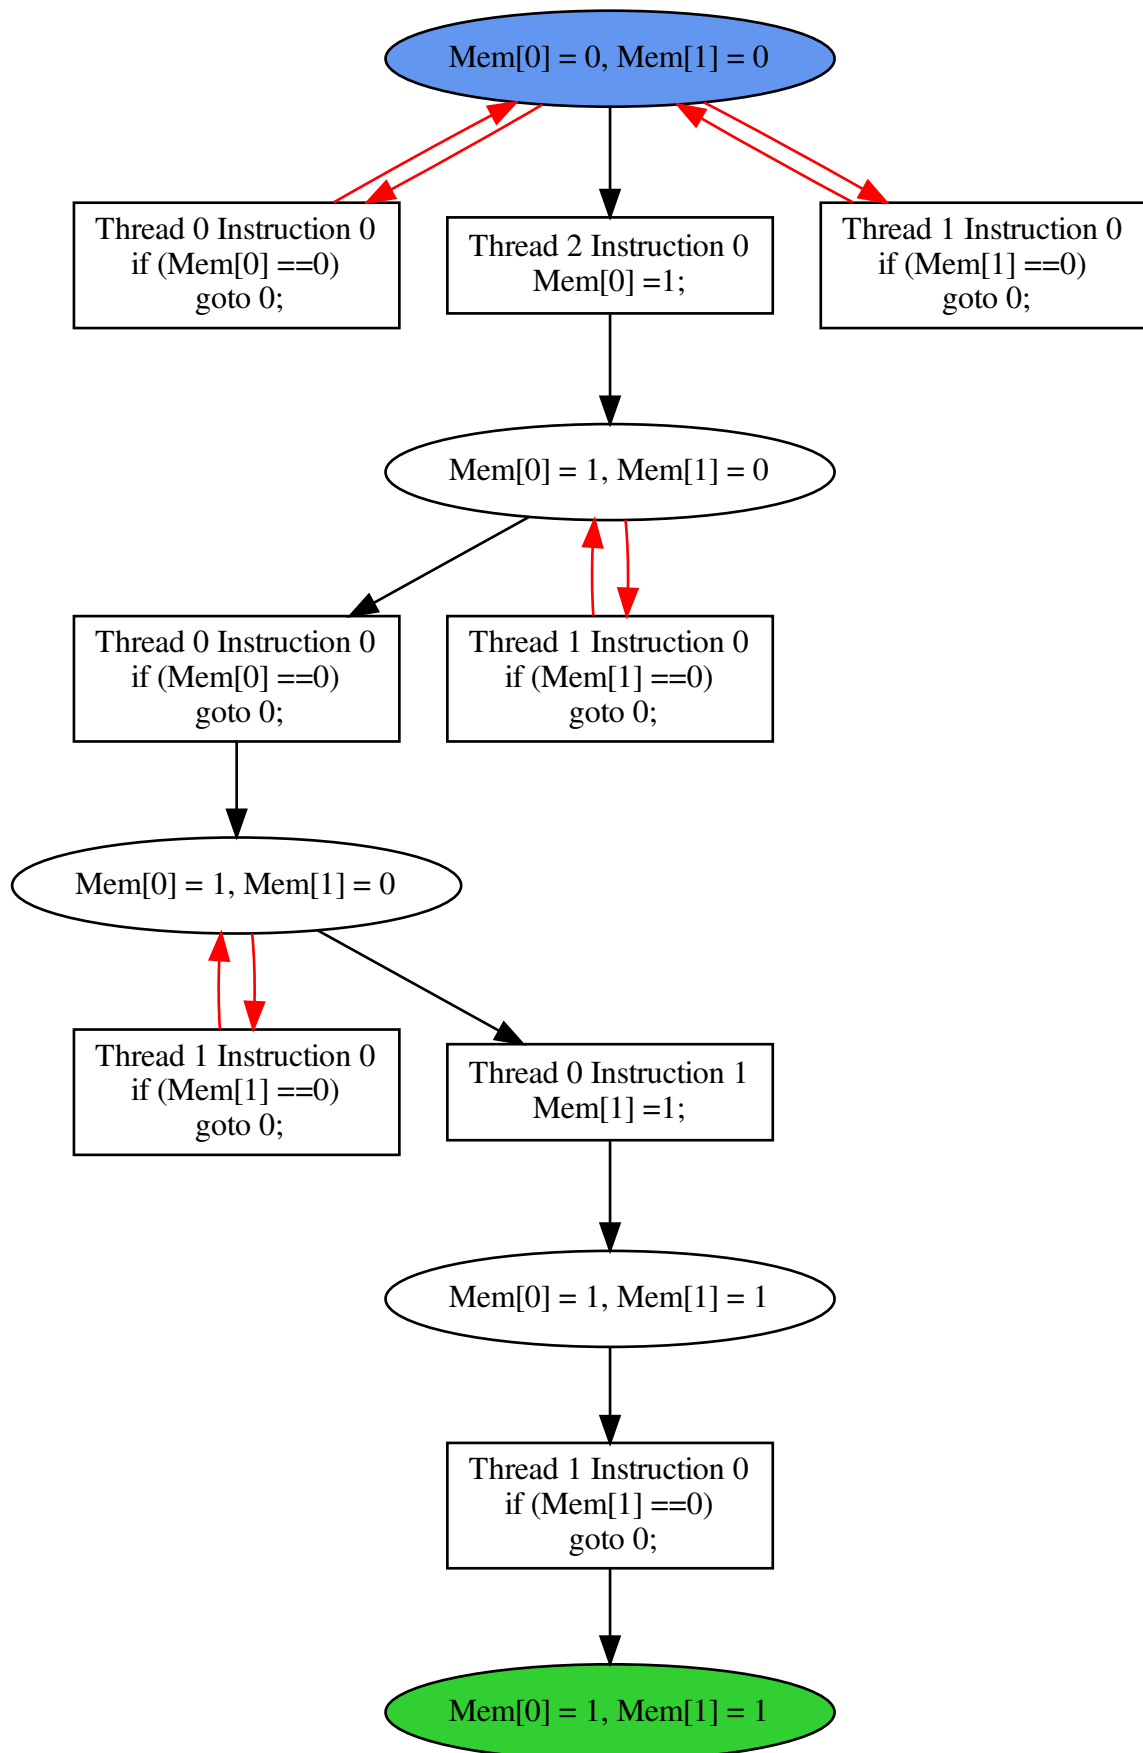 Mem[0] = 0, Mem[1] = 0
Thread 0 Instruction 0
if (Mem[0] ==0)
goto 0;
Thread 2 Instruction 0
Mem[0] =1;
Thread 1 Instruction 0
if (Mem[1] ==0)
goto 0;
Mem[0] = 1, Mem[1] = 0
Thread 0 Instruction 0
if (Mem[0] ==0)
goto 0;
Thread 1 Instruction 0
if (Mem[1] ==0)
goto 0;
Mem[0] = 1, Mem[1] = 0
Thread 1 Instruction 0
if (Mem[1] ==0)
goto 0;
Thread 0 Instruction 1
Mem[1] =1;
Mem[0] = 1, Mem[1] = 1
Thread 1 Instruction 0
if (Mem[1] ==0)
goto 0;
Mem[0] = 1, Mem[1] = 1